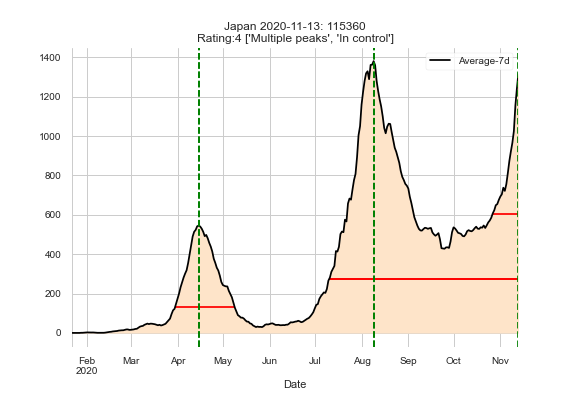 Japan 2020-11-13: 115360
Rating:4 ['Multiple peaks', 'In control']
Average-7d
1400
1200
1000
800
600
400
200
0
Feb Mar Apr May Jun Jul Aug Sep Oct Nov
2020
Date